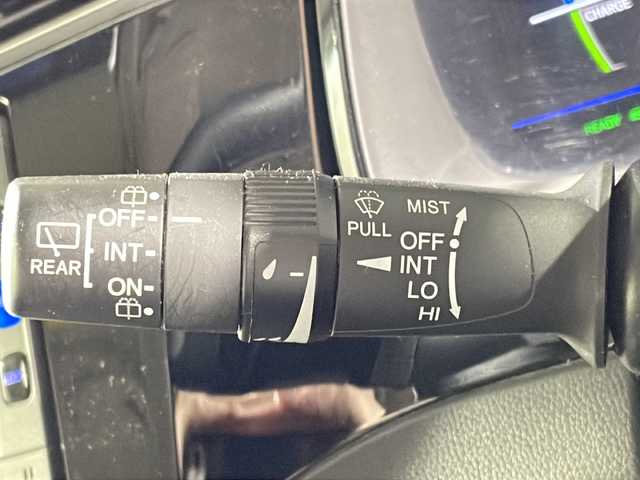 CHARGE
READY
OFF
INT
REAR
ON
MIST
PULL
OFF
INT
LO
HI